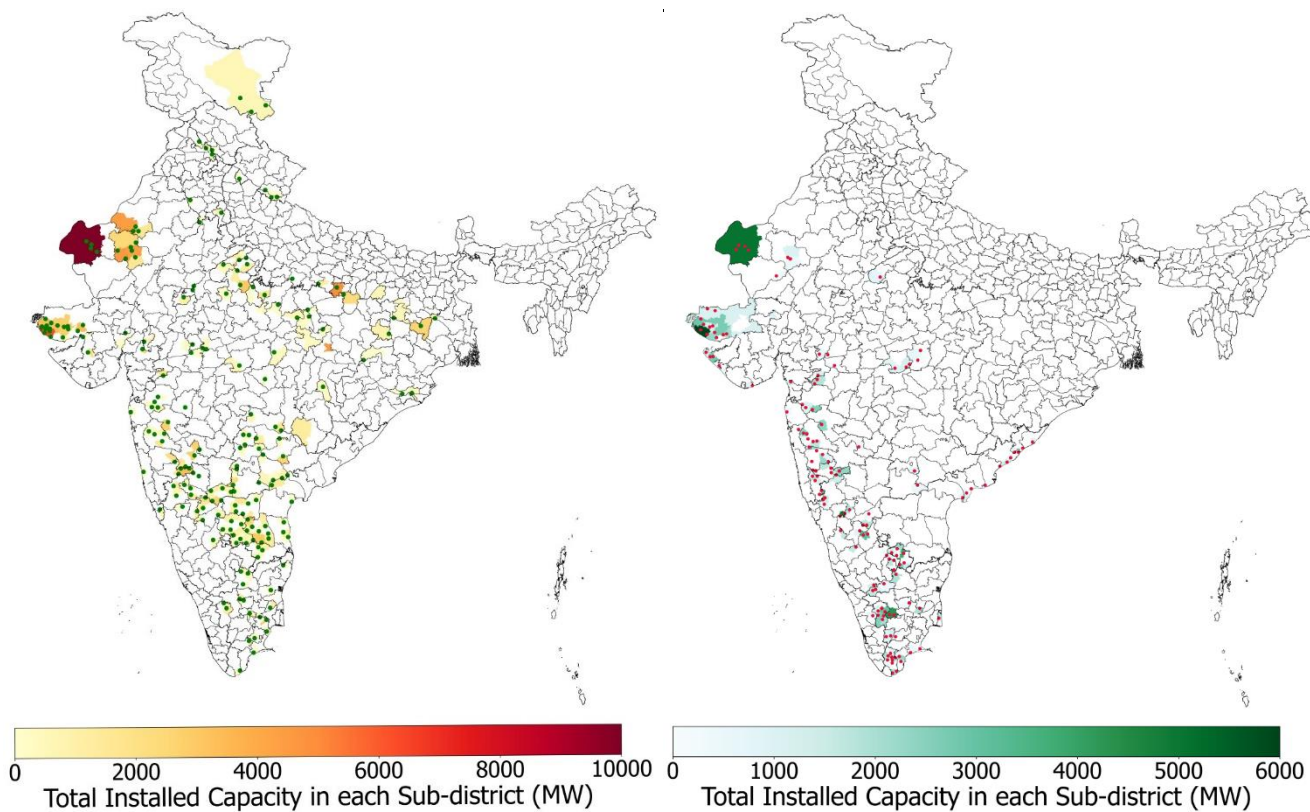 0 2000 4000 6000 8000 10000
Total Installed Capacity in each Sub-district (MW)
0 1000 2000 3000 4000 5000 6000
Total Installed Capacity in each Sub-district (MW)